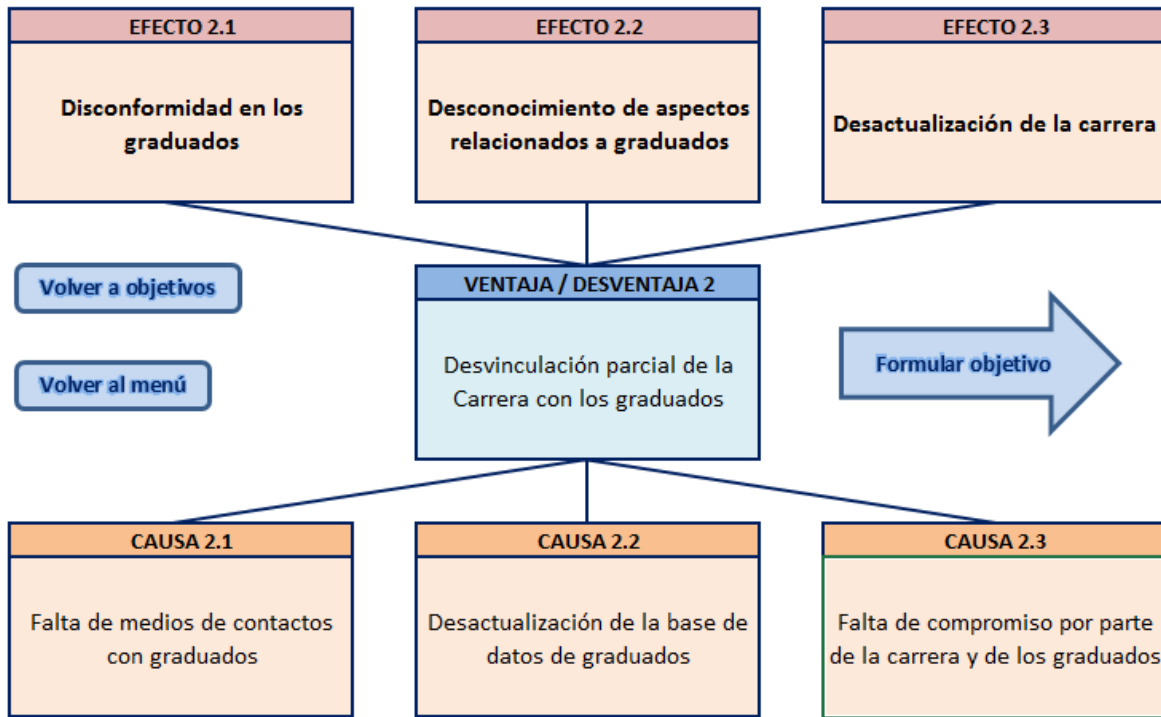 EFECTO 2.1
Disconformidad en los
graduados
EFECTO 2.2
Desconocimiento de aspectos
relacionados a graduados
EFECTO 2.3
Desactualización de la carrera
Volver a objetivos
Volver al menú
VENTAJA / DESVENTAJA 2
Desvinculación parcial de la
Carrera con los graduados
Formular objetivo
CAUSA 2.1
Falta de medios de contactos
con graduados
CAUSA 2.2
Desactualización de la base de
datos de graduados
CAUSA 2.3
Falta de compromiso por parte
de la carrera y de los graduados